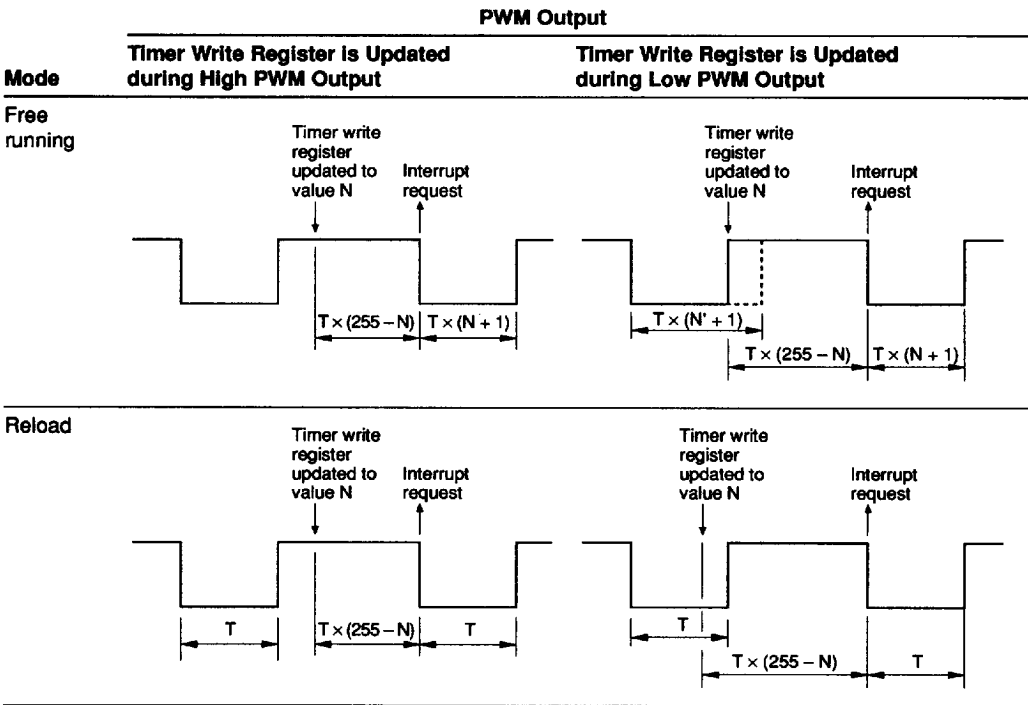 PWM Output
Timer Write Register is Updated
during High PWM Output
Timer Write Register is Updated
during Low PWM Output
Mode
Free
running
Timer write
register
updated to
value N
Interrupt
request
T × (255 – N)
T × (N + 1)
Timer write
register
updated to
value N
Interrupt
request
T × (N' + 1)
T × (255 – N)
T × (N + 1)
Reload
Timer write
register
updated to
value N
Interrupt
request
T
T × (255 – N)
T
Timer write
register
updated to
value N
Interrupt
request
T
T × (255 – N)
T